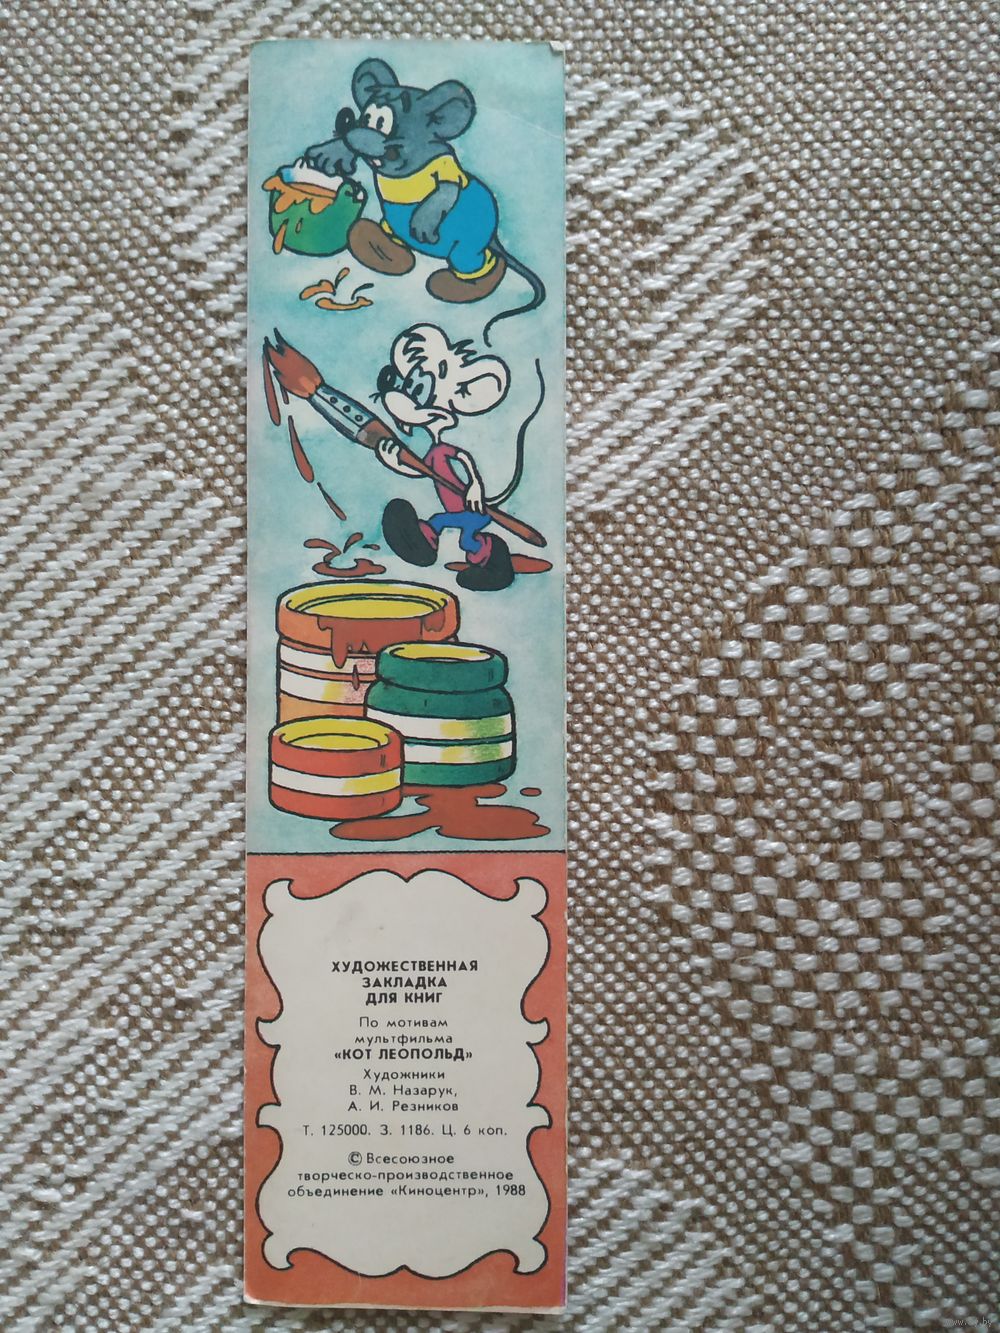 ХУДОЖЕСТВЕННАЯ
ЗАКЛАДКА
ДЛЯ КНИГ
По мотивам
мультфильма
«КОТ ЛЕОПОЛЬД»
Художники
В. М. Назарук,
А. И. Резников
Т. 125000. З. 1186. Ц. 6 коп.
© Всесоюзное
творческо-производственное
объединение «Киноцентр», 1988